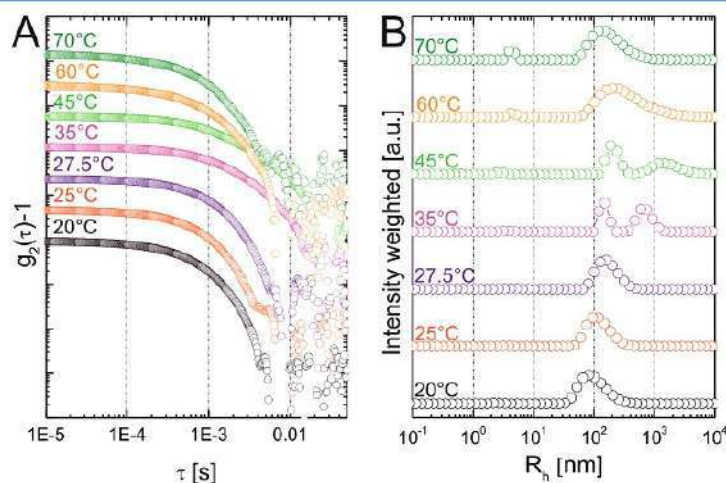 A
70°C
60°C
45°C
35°C
27.5°C
25°C
20°C
g₂(τ)-1
1E-5 1E-4 1E-3 0.01
τ [s]
B
70°C
60°C
45°C
35°C
27.5°C
25°C
20°C
Intensity weighted [a.u.]
10⁻¹ 10⁰ 10¹ 10² 10³ 10⁴
Rₕ [nm]